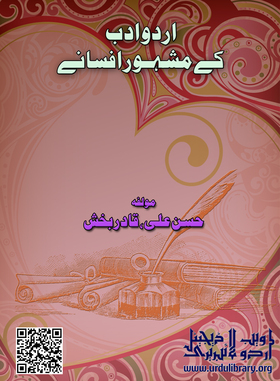 اردو ادب
کے مشہور افسانے
مولفہ
حسن علی، قادر بخش
www.urdulibrary.org